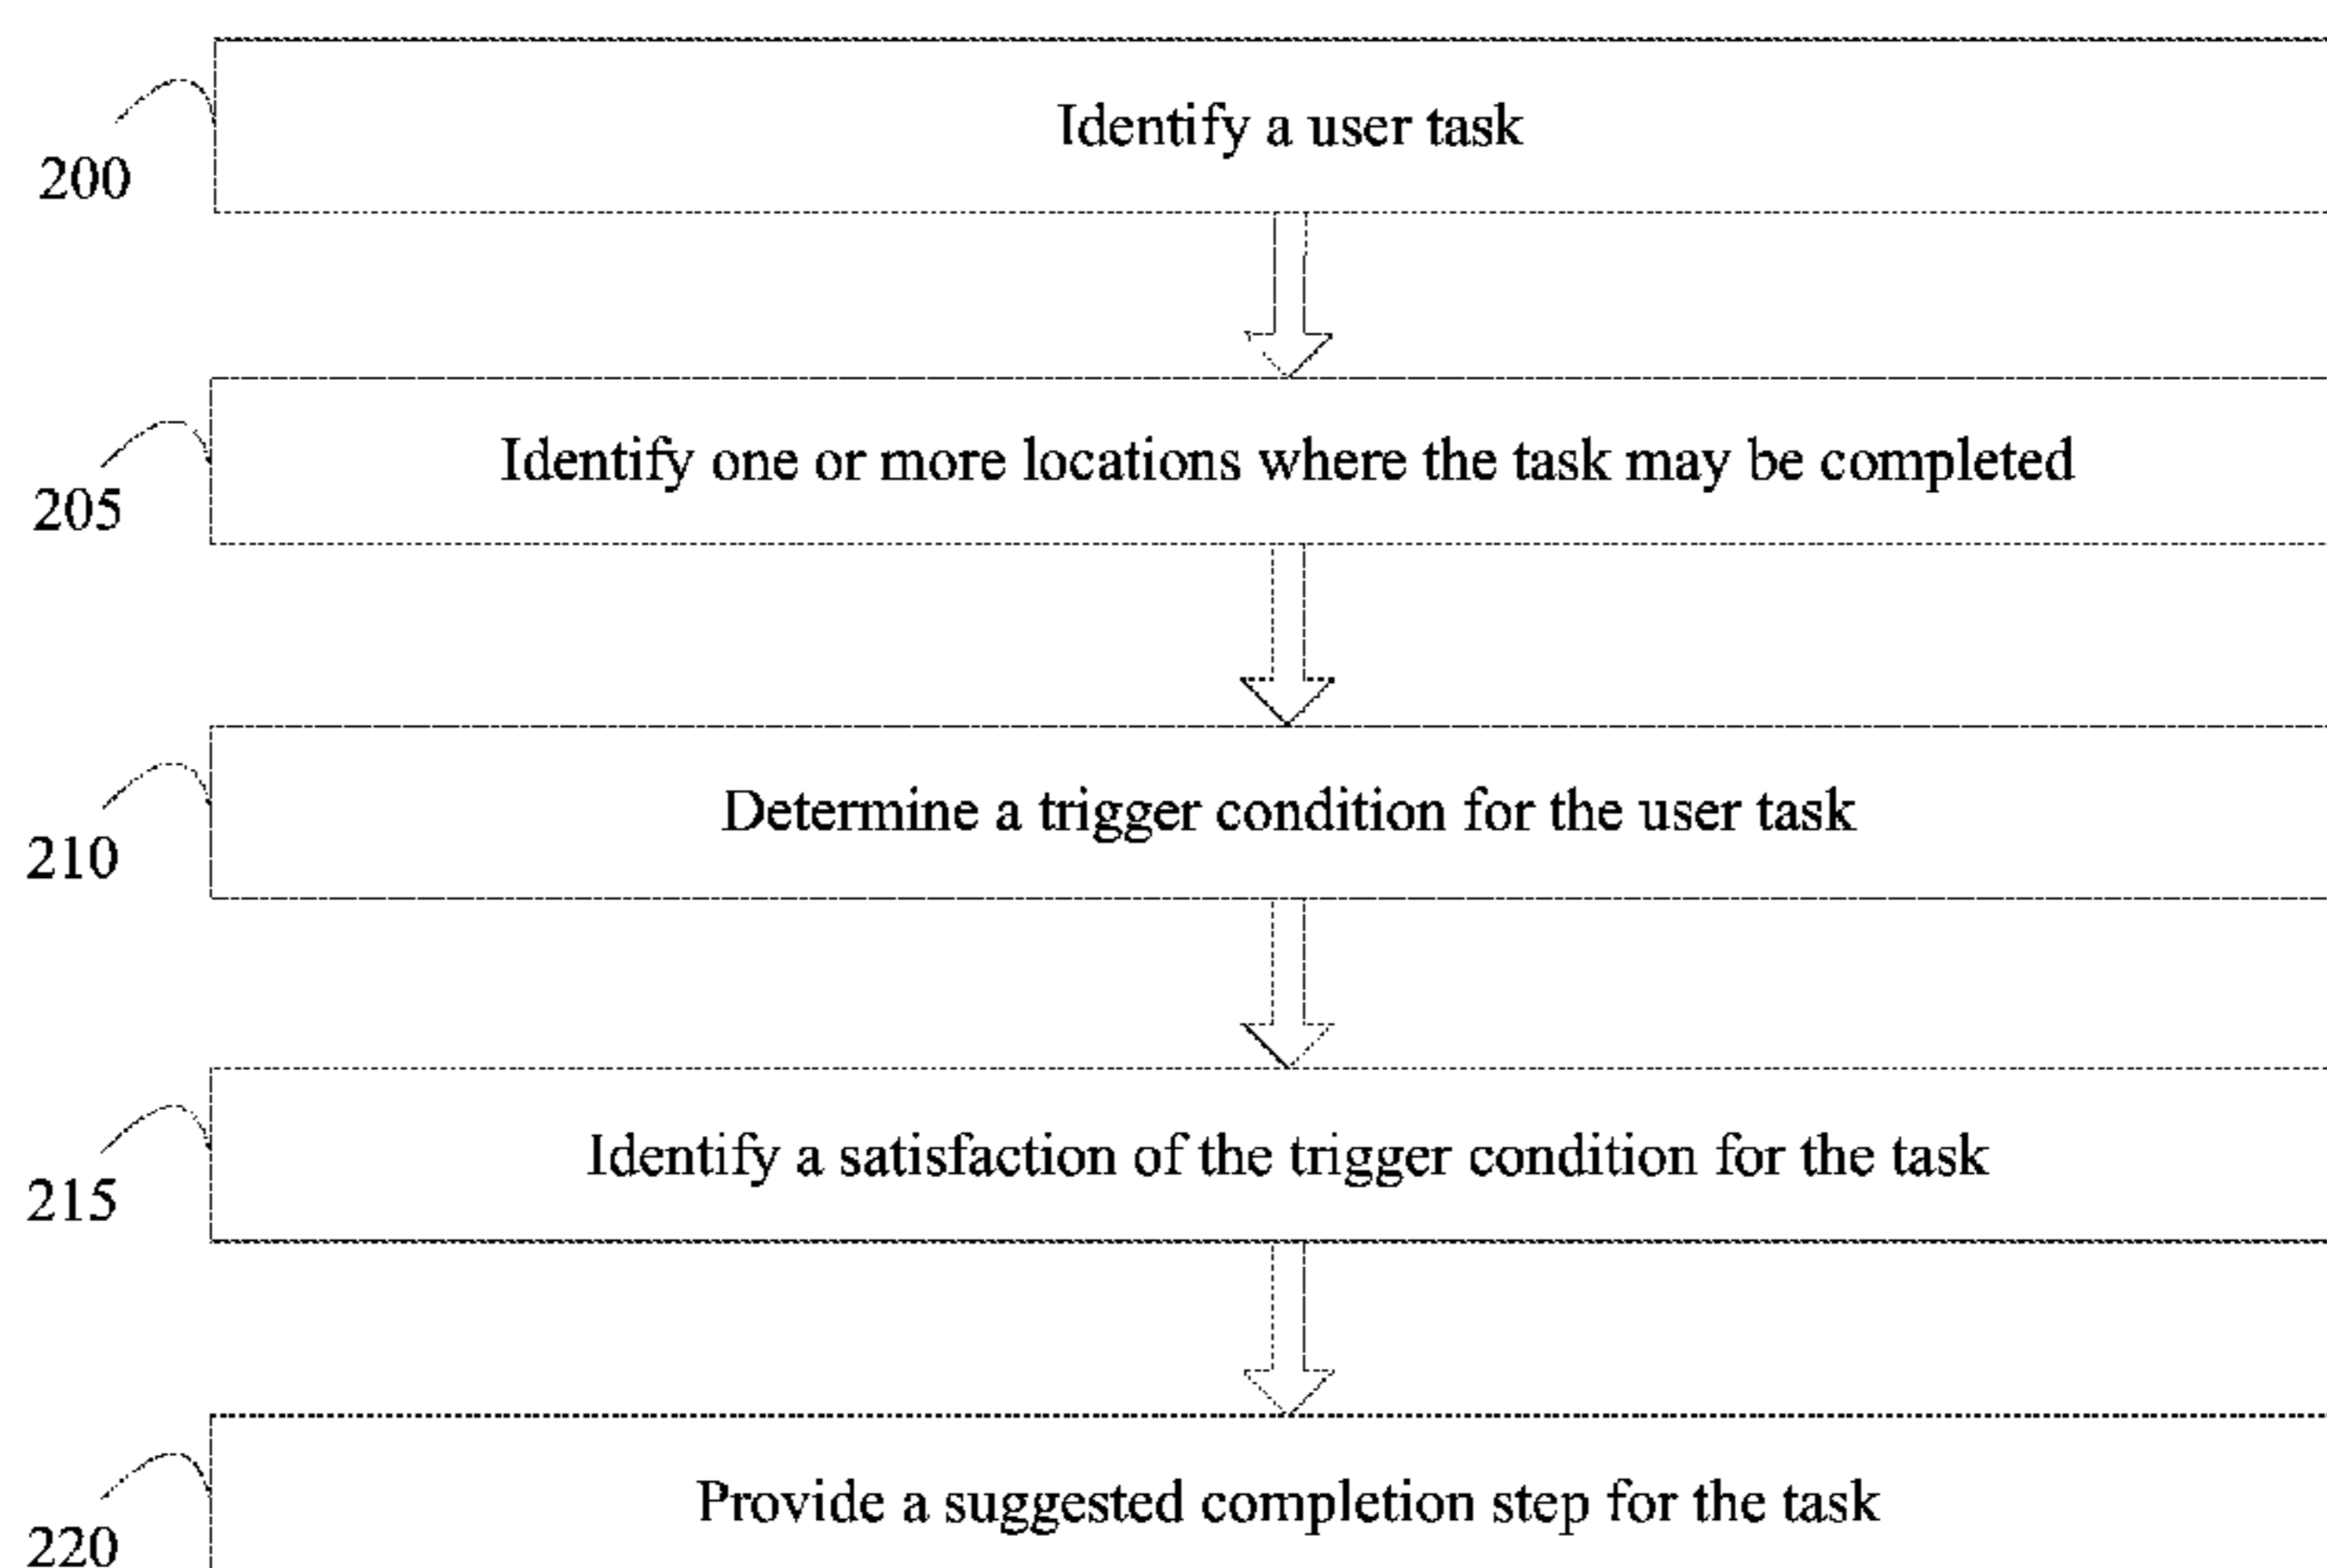 Identify a user task
200
Identify one or more locations where the task may be completed
205
Determine a trigger condition for the user task
210
Identify a satisfaction of the trigger condition for the task
215
Provide a suggested completion step for the task
220